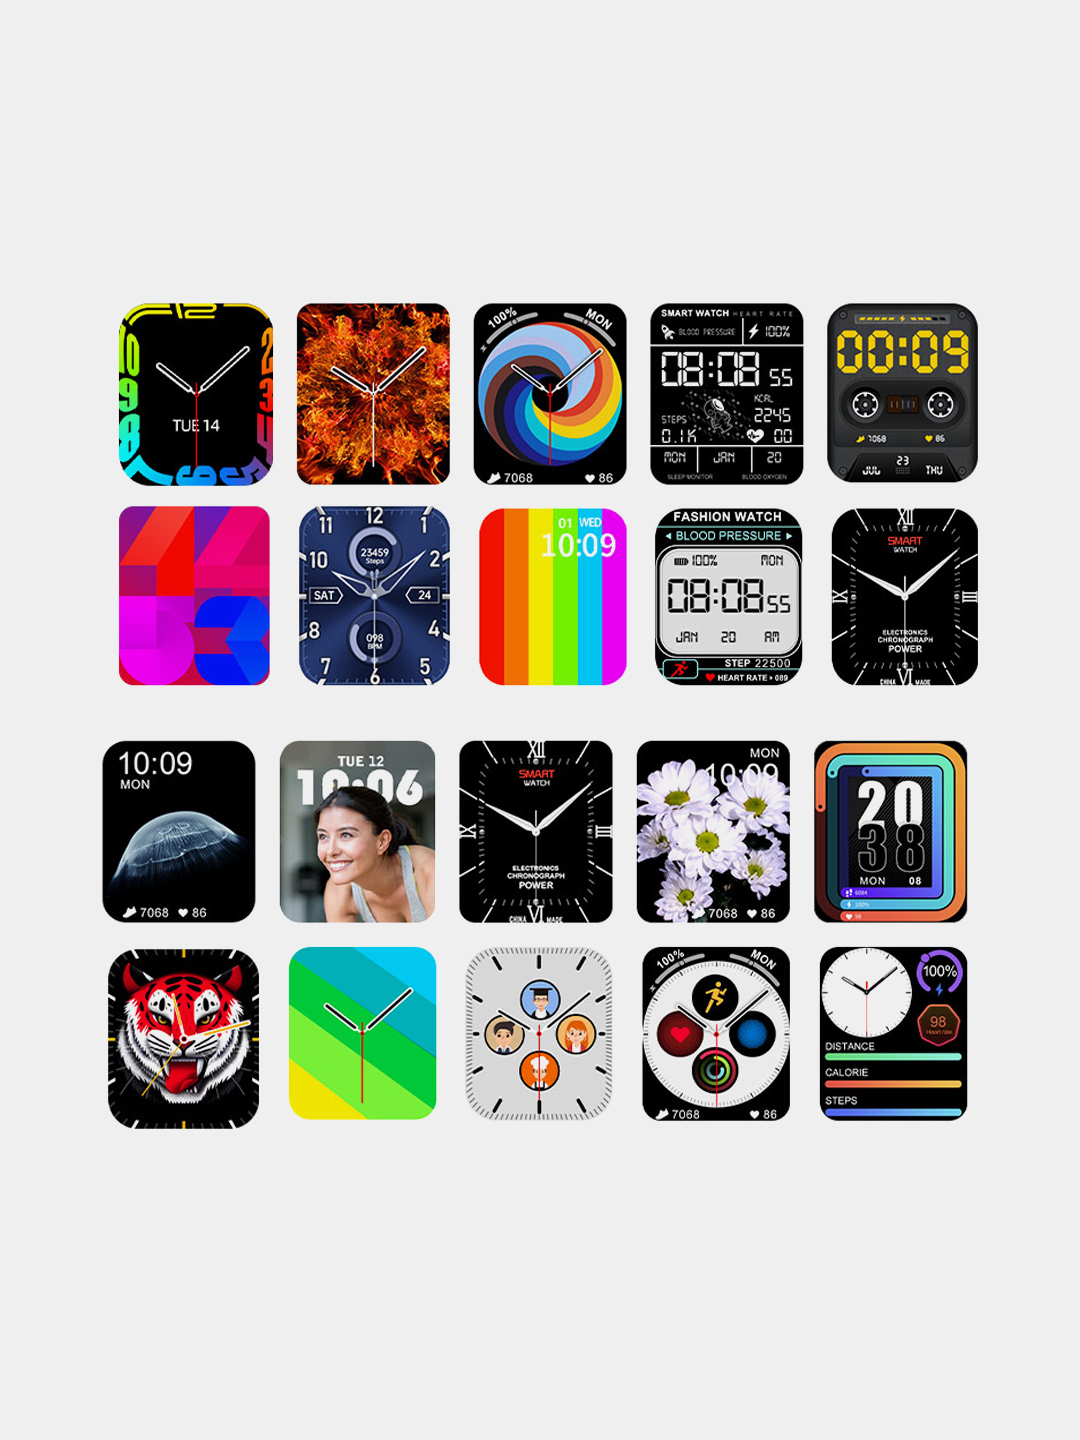 12
10
2
9
3
8
TUE 14
100%
MON
7068
86
SMART WATCH HEART RATE
BLOOD PRESSURE
100%
08:08 55
KCAL
STEPS
2245
0.1K
00
MON JAN 20
SLEEP MONITOR BLOOD OXYGEN
00:09
7068 86
JUL 23 THU
11 12 1
23459
Steps
10 2
SAT 24
8 4
098
BPM
7 6 5
01 WED
10:09
FASHION WATCH
BLOOD PRESSURE
100% MON
08:08 55
JAN 20 AM
STEP 22500
HEART RATE 089
XII
SMART
WATCH
IX III
ELECTRONICS
CHRONOGRAPH
POWER
CHINA VI MADE
10:09
MON
7068 86
TUE 12
10:06
XII
SMART
WATCH
IX III
ELECTRONICS
CHRONOGRAPH
POWER
CHINA VI MADE
MON
10:09
7068 86
20
38
MON 08
6084
100%
96
100%
MON
7068 86
100%
98
Heart rate
DISTANCE
CALORIE
STEPS